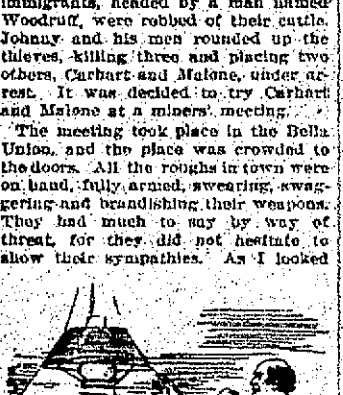 immigrants, headed by a man named
Woodruff, were robbed of their cattle.
Johnny and his men rounded up the
thieves, killing three and placing two
others, Carhart and Malone, under ar-
rest. It was decided to try Carhart
and Malone at a miners' meeting.
The meeting took place in the Bella
Union, and the place was crowded to
the doors. All the roughs in town were
on hand, fully armed, swearing, swag-
gering and brandishing their weapons.
They had much to say by way of
threat, for they did not hesitate to
show their sympathies. As I looked